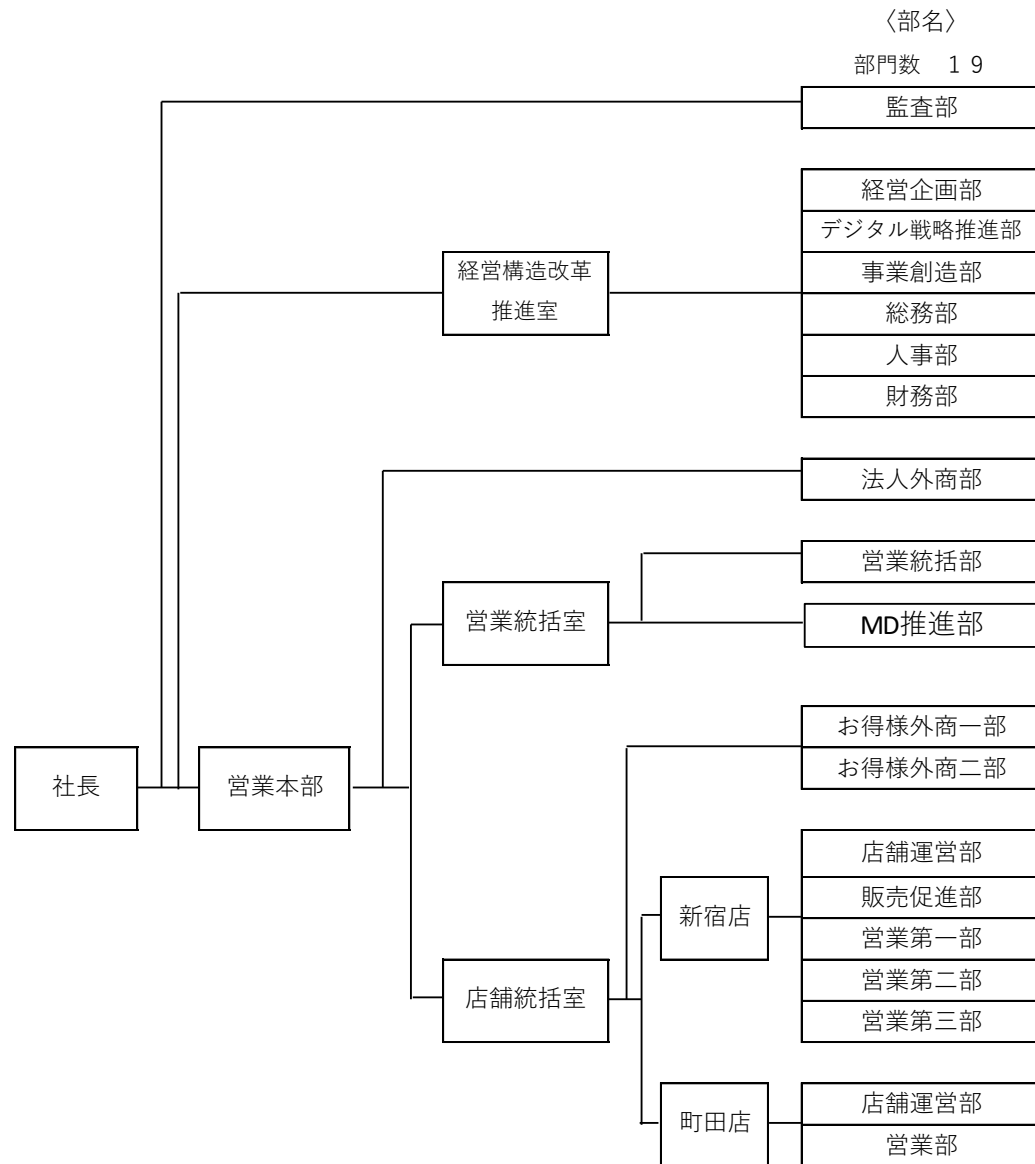 〈部名〉
部門数　１９
監査部
経営企画部
デジタル戦略推進部
事業創造部
総務部
人事部
財務部
経営構造改革
推進室
法人外商部
営業統括部
MD推進部
営業統括室
お得様外商一部
お得様外商二部
社長
営業本部
店舗運営部
販売促進部
営業第一部
営業第二部
営業第三部
新宿店
店舗統括室
町田店
店舗運営部
営業部